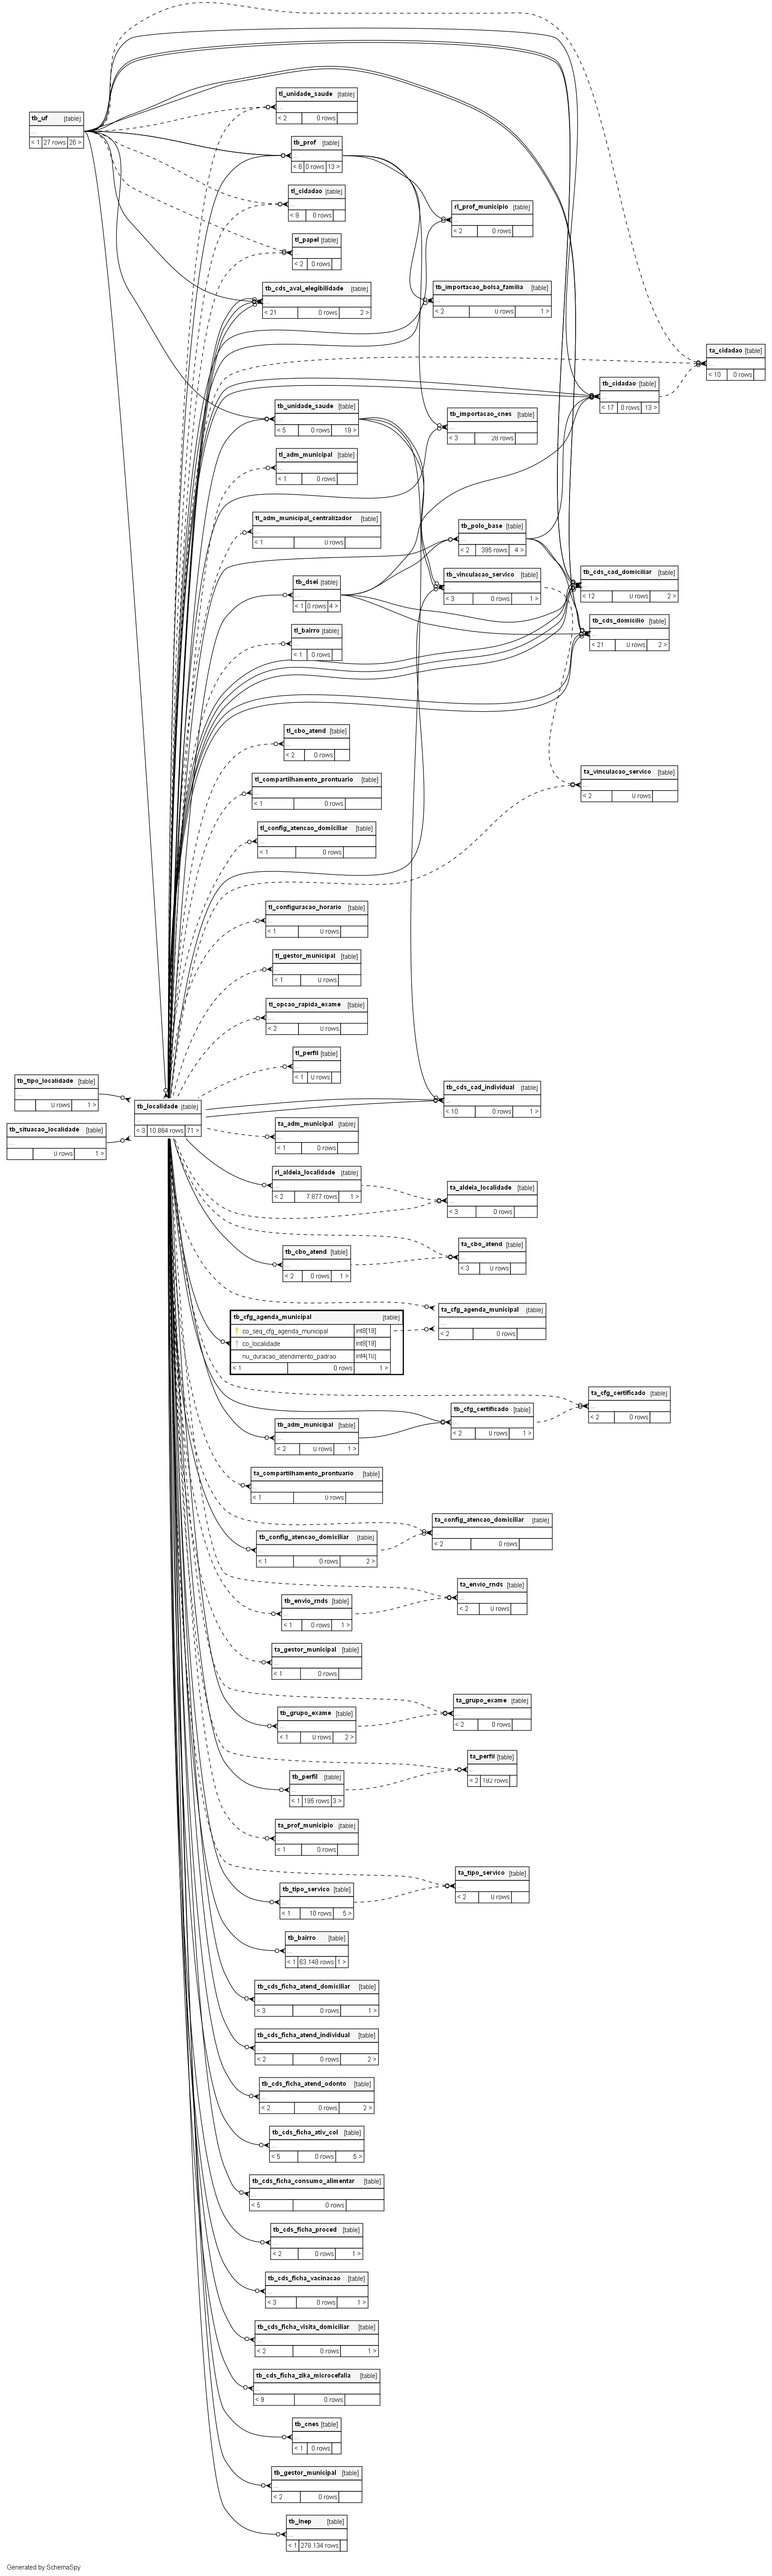 tl_unidade_saude [table]
...
< 2 0 rows
tb_uf [table]
...
< 1 27 rows 26 >
tb_prof [table]
...
< 6 0 rows 13 >
tl_cidadao [table]
...
< 9 0 rows
rl_prof_municipio [table]
...
< 2 0 rows
tl_papel [table]
...
< 2 0 rows
tb_cds_aval_elegibilidade [table]
...
< 21 0 rows 2 >
tb_importacao_bolsa_familia [table]
...
< 2 0 rows 1 >
ta_cidadao [table]
...
< 10 0 rows
tb_cidadao [table]
...
< 17 0 rows 13 >
tb_unidade_saude [table]
...
< 5 0 rows 19 >
tb_importacao_cnes [table]
...
< 3 28 rows
tl_adm_municipal [table]
...
< 1 0 rows
tl_adm_municipal_centralizador [table]
...
< 1 0 rows
tb_polo_base [table]
...
< 2 395 rows 4 >
tb_dsei [table]
...
< 1 0 rows 4 >
tb_vinculacao_servico [table]
...
< 3 0 rows 1 >
tb_cds_cad_domiciliar [table]
...
< 12 0 rows 2 >
tb_cds_domicilio [table]
...
< 21 0 rows 2 >
tl_bairro [table]
...
< 1 0 rows
tl_cbo_atend [table]
...
< 2 0 rows
tl_compartilhamento_prontuario [table]
...
< 1 0 rows
ta_vinculacao_servico [table]
...
< 2 0 rows
tl_config_atencao_domiciliar [table]
...
< 1 0 rows
tl_configuracao_horario [table]
...
< 1 0 rows
tl_gestor_municipal [table]
...
< 1 0 rows
tl_opcao_rapida_exame [table]
...
< 2 0 rows
tl_perfil [table]
...
< 1 0 rows
tb_tipo_localidade [table]
...
0 rows 1 >
tb_situacao_localidade [table]
...
0 rows 1 >
tb_localidade [table]
...
< 3 10.864 rows 71 >
tb_cds_cad_individual [table]
...
< 10 0 rows 1 >
ta_adm_municipal [table]
...
< 1 0 rows
rl_aldeia_localidade [table]
...
< 2 7.877 rows 1 >
ta_aldeia_localidade [table]
...
< 3 0 rows
tb_cbo_atend [table]
...
< 2 0 rows 1 >
ta_cbo_atend [table]
...
< 3 0 rows
tb_cfg_agenda_municipal [table]
co_seq_cfg_agenda_municipal int8[19]
co_localidade int8[19]
nu_duracao_atendimento_padrao int4[10]
< 1 0 rows 1 >
ta_cfg_agenda_municipal [table]
...
< 2 0 rows
ta_cfg_certificado [table]
...
< 2 0 rows
tb_cfg_certificado [table]
...
< 2 0 rows 1 >
tb_adm_municipal [table]
...
< 2 0 rows 1 >
ta_compartilhamento_prontuario [table]
...
< 1 0 rows
ta_config_atencao_domiciliar [table]
...
< 2 0 rows
tb_config_atencao_domiciliar [table]
...
< 1 0 rows 2 >
ta_envio_rnds [table]
...
< 2 0 rows
tb_envio_rnds [table]
...
< 1 0 rows 1 >
ta_gestor_municipal [table]
...
< 1 0 rows
ta_grupo_exame [table]
...
< 2 0 rows
tb_grupo_exame [table]
...
< 1 0 rows 2 >
ta_perfil [table]
...
< 2 192 rows
tb_perfil [table]
...
< 1 195 rows 3 >
ta_prof_municipio [table]
...
< 1 0 rows
ta_tipo_servico [table]
...
< 2 0 rows
tb_tipo_servico [table]
...
< 1 10 rows 5 >
tb_bairro [table]
...
< 1 63.148 rows 1 >
tb_cds_ficha_atend_domiciliar [table]
...
< 3 0 rows 1 >
tb_cds_ficha_atend_individual [table]
...
< 2 0 rows 2 >
tb_cds_ficha_atend_odonto [table]
...
< 2 0 rows 2 >
tb_cds_ficha_ativ_col [table]
...
< 5 0 rows 5 >
tb_cds_ficha_consumo_alimentar [table]
...
< 5 0 rows
tb_cds_ficha_proced [table]
...
< 2 0 rows 1 >
tb_cds_ficha_vacinacao [table]
...
< 3 0 rows 1 >
tb_cds_ficha_visita_domiciliar [table]
...
< 2 0 rows 1 >
tb_cds_ficha_zika_microcefalia [table]
...
< 9 0 rows
tb_cnes [table]
...
< 1 0 rows
tb_gestor_municipal [table]
...
< 2 0 rows
tb_inep [table]
...
< 1 278.134 rows
Generated by SchemaSpy